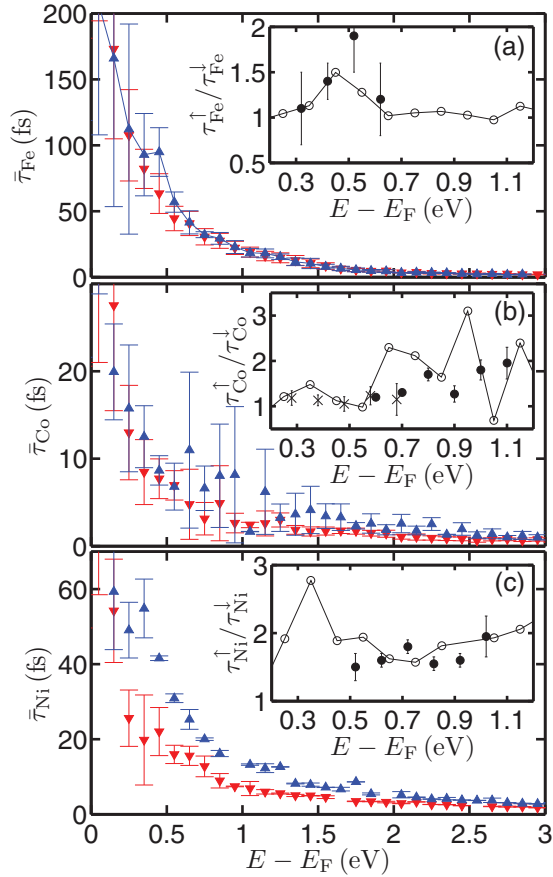 200
150
100
50
τ̄Fe (fs)
(a)
2
1.5
1
0.5
τ↑Fe/τ↓Fe
0.3 0.5 0.7 0.9 1.1
E − EF (eV)
20
10
0
τ̄Co (fs)
(b)
3
2
1
τ↑Co/τ↓Co
0.3 0.5 0.7 0.9 1.1
E − EF (eV)
60
40
20
0
τ̄Ni (fs)
(c)
3
2
1
τ↑Ni/τ↓Ni
0.3 0.5 0.7 0.9 1.1
E − EF (eV)
0 0.5 1 1.5 2 2.5 3
E − EF (eV)